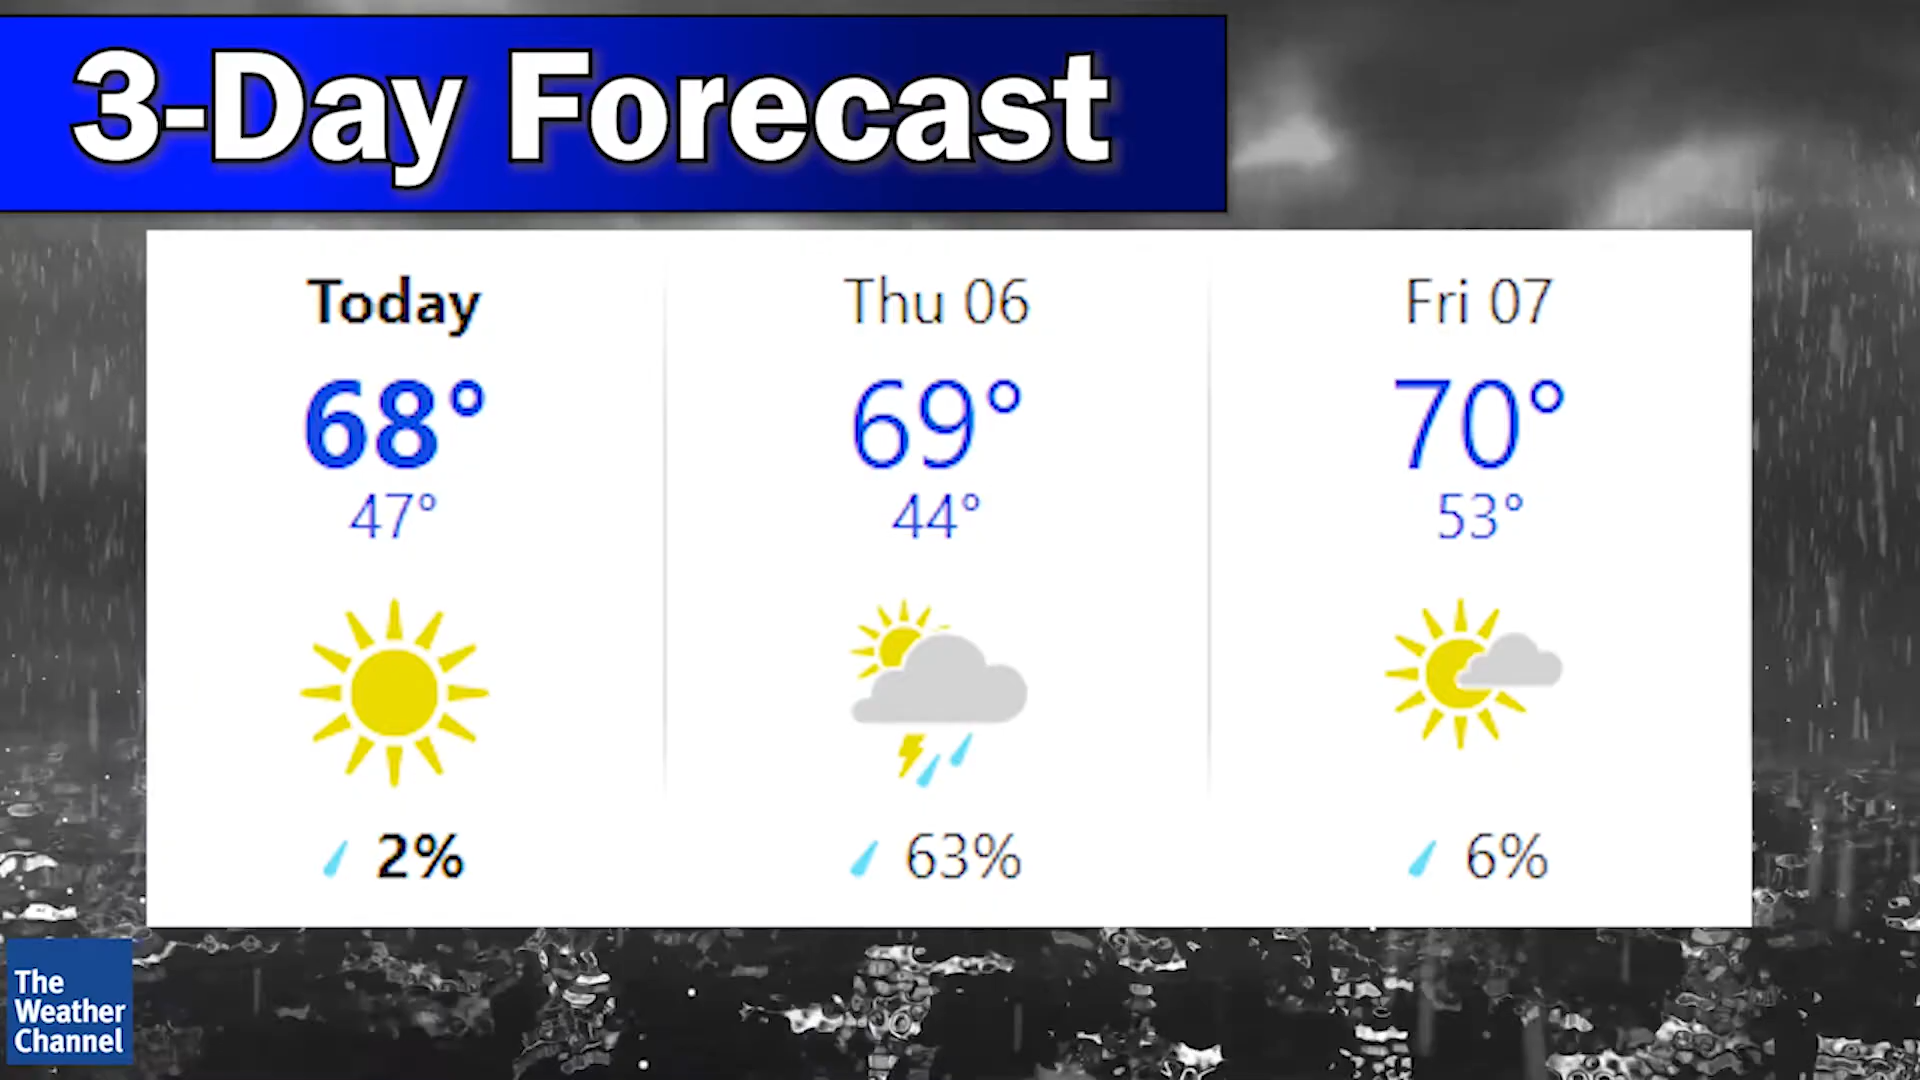 3-Day Forecast
Today
Thu 06
Fri 07
68°
69°
70°
47°
44°
53°
2%
63%
6%
The
Weather
Channel